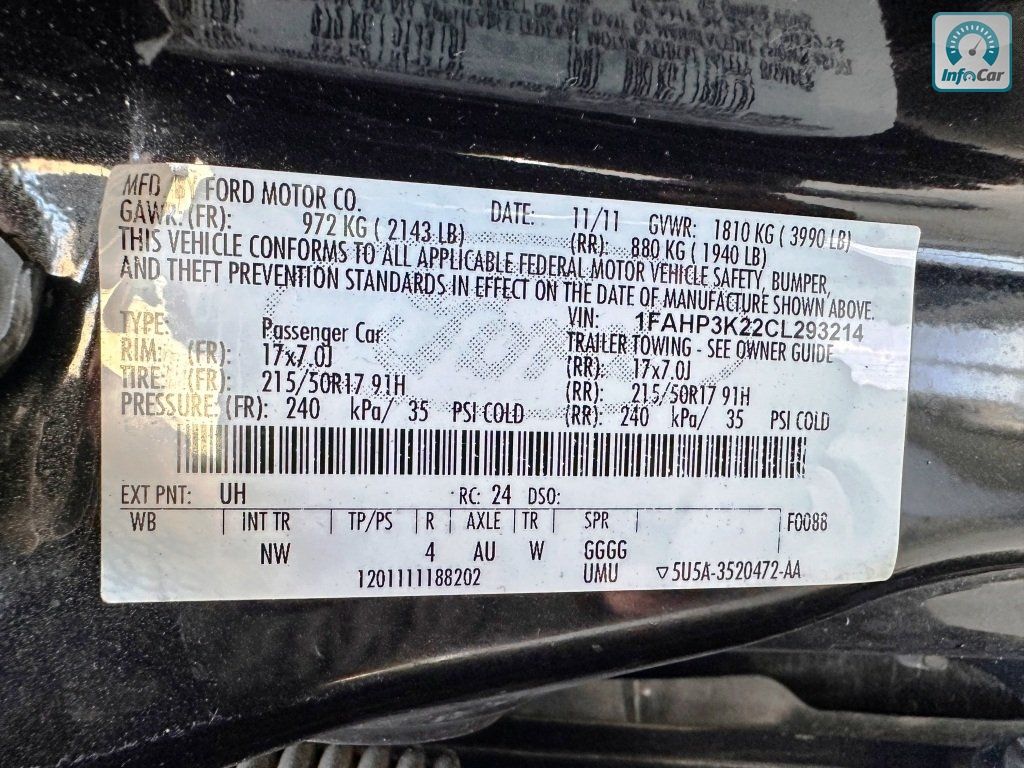 InfoCar
MFD BY FORD MOTOR CO. DATE: 11/11 GVWR: 1810 KG ( 3990 LB)
GAWR: (FR): 972 KG ( 2143 LB) (RR): 880 KG ( 1940 LB)
THIS VEHICLE CONFORMS TO ALL APPLICABLE FEDERAL MOTOR VEHICLE SAFETY, BUMPER,
AND THEFT PREVENTION STANDARDS IN EFFECT ON THE DATE OF MANUFACTURE SHOWN ABOVE.
VIN: 1FAHP3K22CL293214
TYPE: Passenger Car TRAILER TOWING - SEE OWNER GUIDE
RIM: (FR): 17x7.0J (RR): 17x7.0J
TIRE: (FR): 215/50R17 91H (RR): 215/50R17 91H
PRESSURE: (FR): 240 kPa/ 35 PSI COLD (RR): 240 kPa/ 35 PSI COLD
EXT PNT: UH RC: 24 DSO:
WB INT TR TP/PS R AXLE TR SPR F0088
NW 4 AU W GGGG
1201111188202 UMU ▽5U5A-3520472-AA